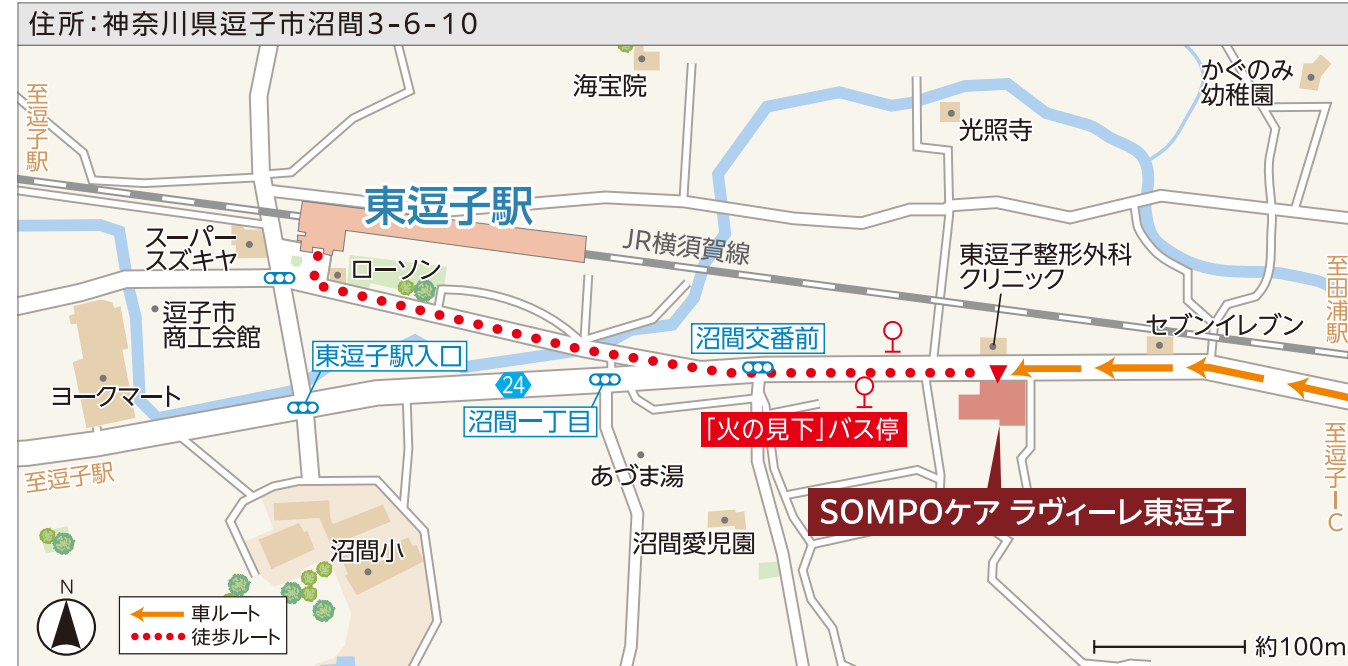 住所：神奈川県逗子市沼間3-6-10
至逗子駅
海宝院
かぐのみ
幼稚園
光照寺
東逗子駅
JR横須賀線
スーパー
スズキヤ
ローソン
東逗子整形外科
クリニック
至田浦駅
逗子市
商工会館
セブンイレブン
沼間交番前
東逗子駅入口
24
ヨークマート
沼間一丁目
「火の見下」バス停
至逗子駅
あづま湯
至逗子IC
SOMPOケア ラヴィーレ東逗子
沼間愛児園
沼間小
N
車ルート
徒歩ルート
約100m